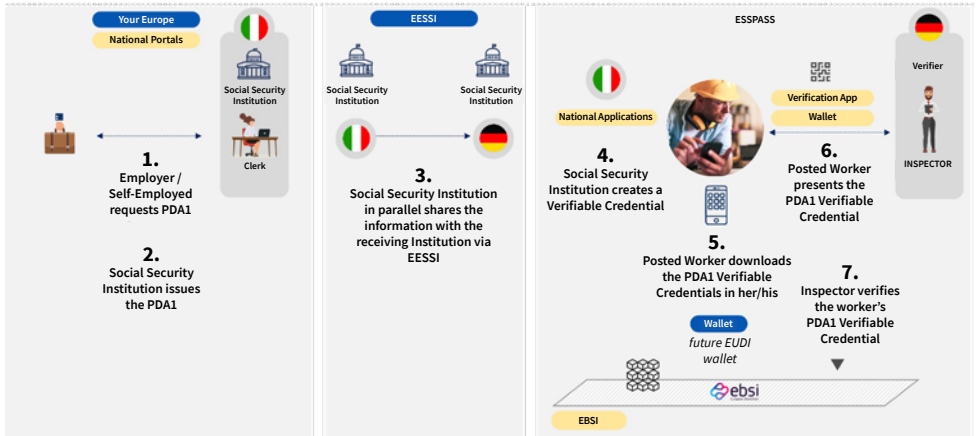 Your Europe
National Portals
Social Security
Institution
Clerk
1.
Employer /
Self-Employed
requests PDA1
2.
Social Security
Institution issues
the PDA1
EESSI
Social Security
Institution
Social Security
Institution
3.
Social Security Institution
in parallel shares the
information with the
receiving Institution via
EESSI
ESSPASS
National Applications
4.
Social Security
Institution creates a
Verifiable Credential
5.
Posted Worker downloads
the PDA1 Verifiable
Credentials in her/his
Wallet
future EUDI
wallet
Verification App
Wallet
6.
Posted Worker
presents the
PDA1 Verifiable
Credential
Verifier
INSPECTOR
7.
Inspector verifies
the worker's
PDA1 Verifiable
Credential
ebsi
EBSI